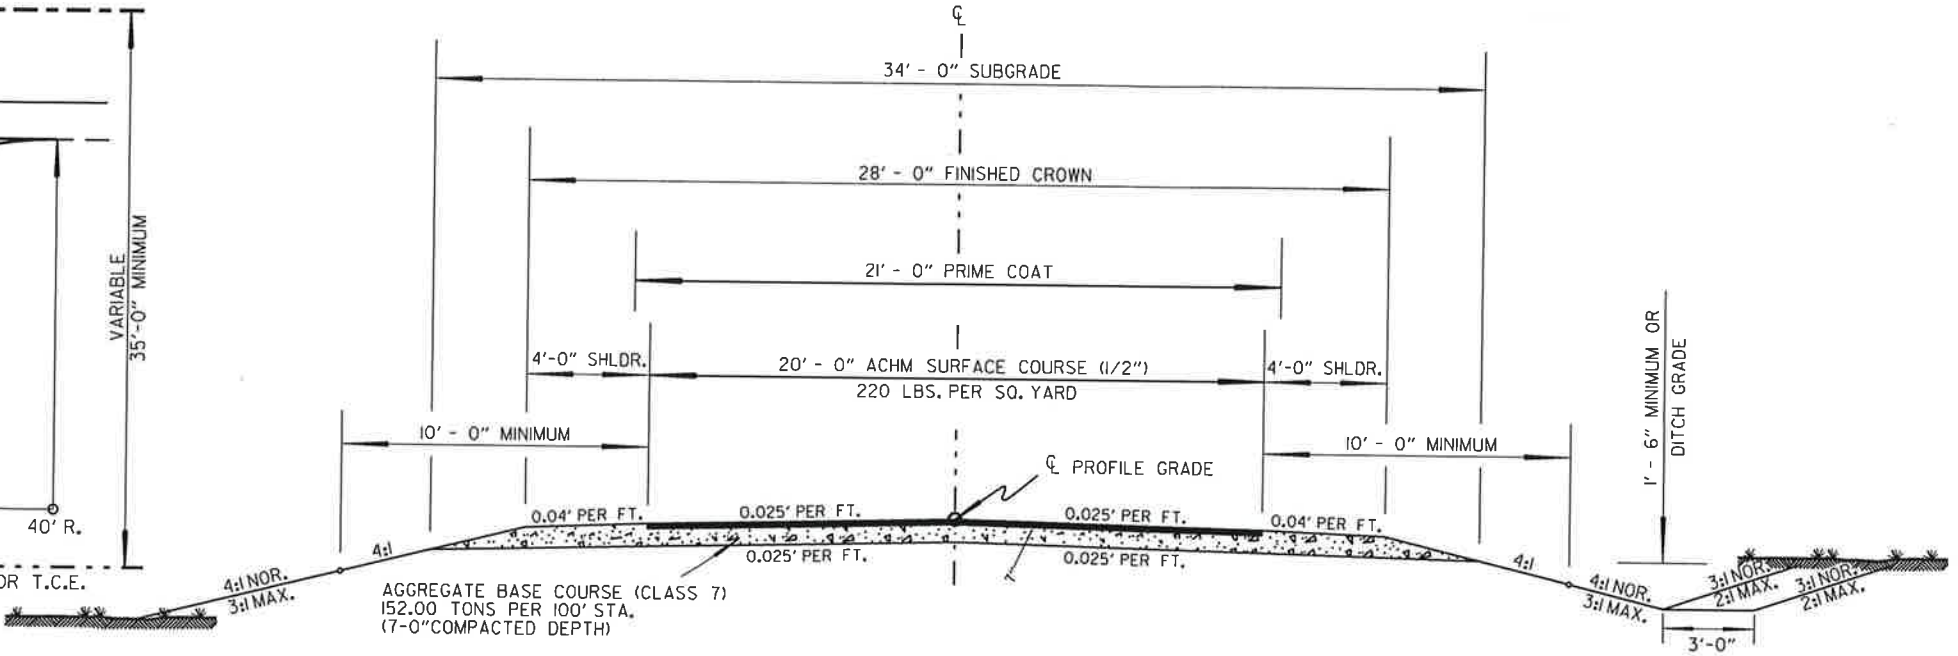 ℄
34' - 0" SUBGRADE
28' - 0" FINISHED CROWN
21' - 0" PRIME COAT
4'-0" SHLDR.
20' - 0" ACHM SURFACE COURSE (1/2")
220 LBS. PER SQ. YARD
4'-0" SHLDR.
10' - 0" MINIMUM
10' - 0" MINIMUM
℄ PROFILE GRADE
VARIABLE
35'-0" MINIMUM
1' - 6" MINIMUM OR
DITCH GRADE
40' R.
OR T.C.E.
0.04' PER FT.
0.025' PER FT.
0.025' PER FT.
0.04' PER FT.
0.025' PER FT.
0.025' PER FT.
7"
4:1
4:1 NOR.
3:1 MAX.
AGGREGATE BASE COURSE (CLASS 7)
152.00 TONS PER 100' STA.
(7-0"COMPACTED DEPTH)
4:1
4:1 NOR.
3:1 MAX.
3:1 NOR.
2:1 MAX.
3:1 NOR.
2:1 MAX.
3'-0"